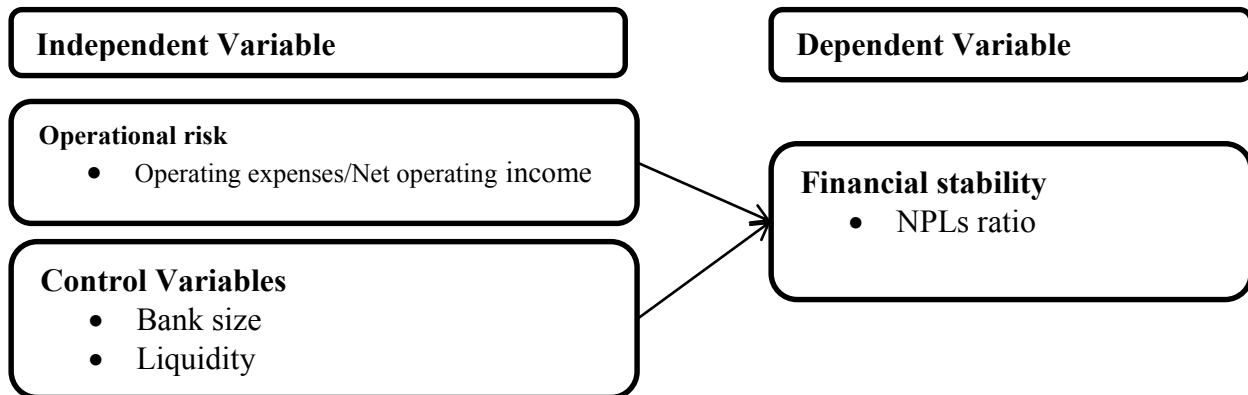 Independent Variable
Dependent Variable
Operational risk
• Operating expenses/Net operating income
Control Variables
• Bank size
• Liquidity
Financial stability
• NPLs ratio